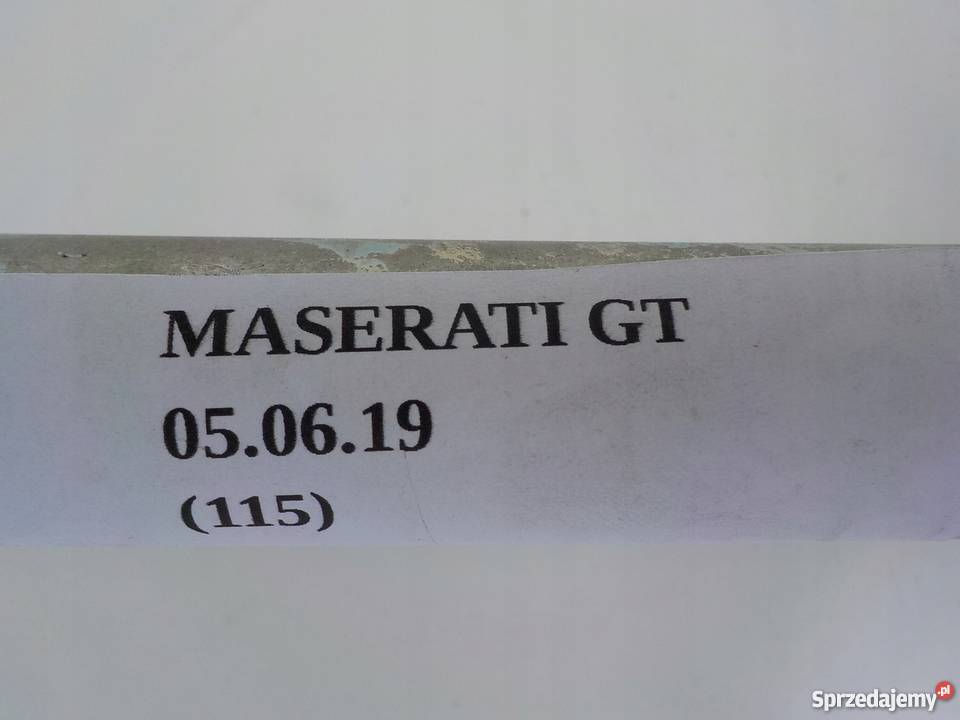 MASERATI GT
05.06.19
(115)
Sprzedajemy.pl